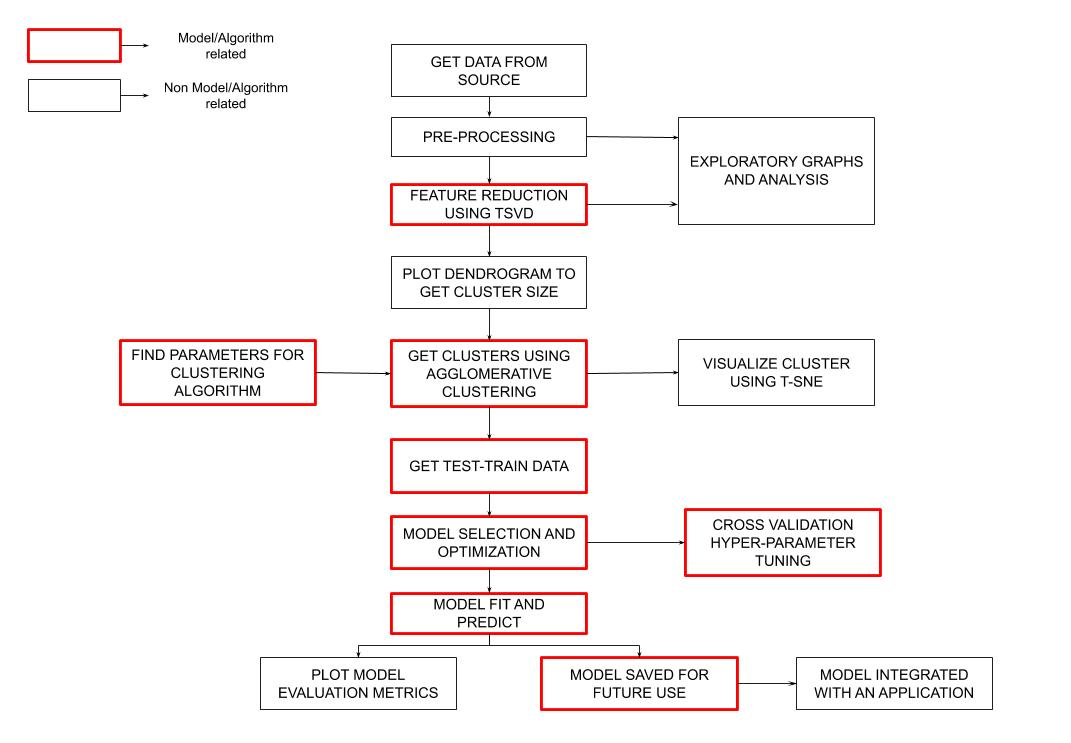 Model/Algorithm
related
Non Model/Algorithm
related
GET DATA FROM
SOURCE
PRE-PROCESSING
EXPLORATORY GRAPHS
AND ANALYSIS
FEATURE REDUCTION
USING TSVD
PLOT DENDROGRAM TO
GET CLUSTER SIZE
FIND PARAMETERS FOR
CLUSTERING
ALGORITHM
GET CLUSTERS USING
AGGLOMERATIVE
CLUSTERING
VISUALIZE CLUSTER
USING T-SNE
GET TEST-TRAIN DATA
MODEL SELECTION AND
OPTIMIZATION
CROSS VALIDATION
HYPER-PARAMETER
TUNING
MODEL FIT AND
PREDICT
PLOT MODEL
EVALUATION METRICS
MODEL SAVED FOR
FUTURE USE
MODEL INTEGRATED
WITH AN APPLICATION